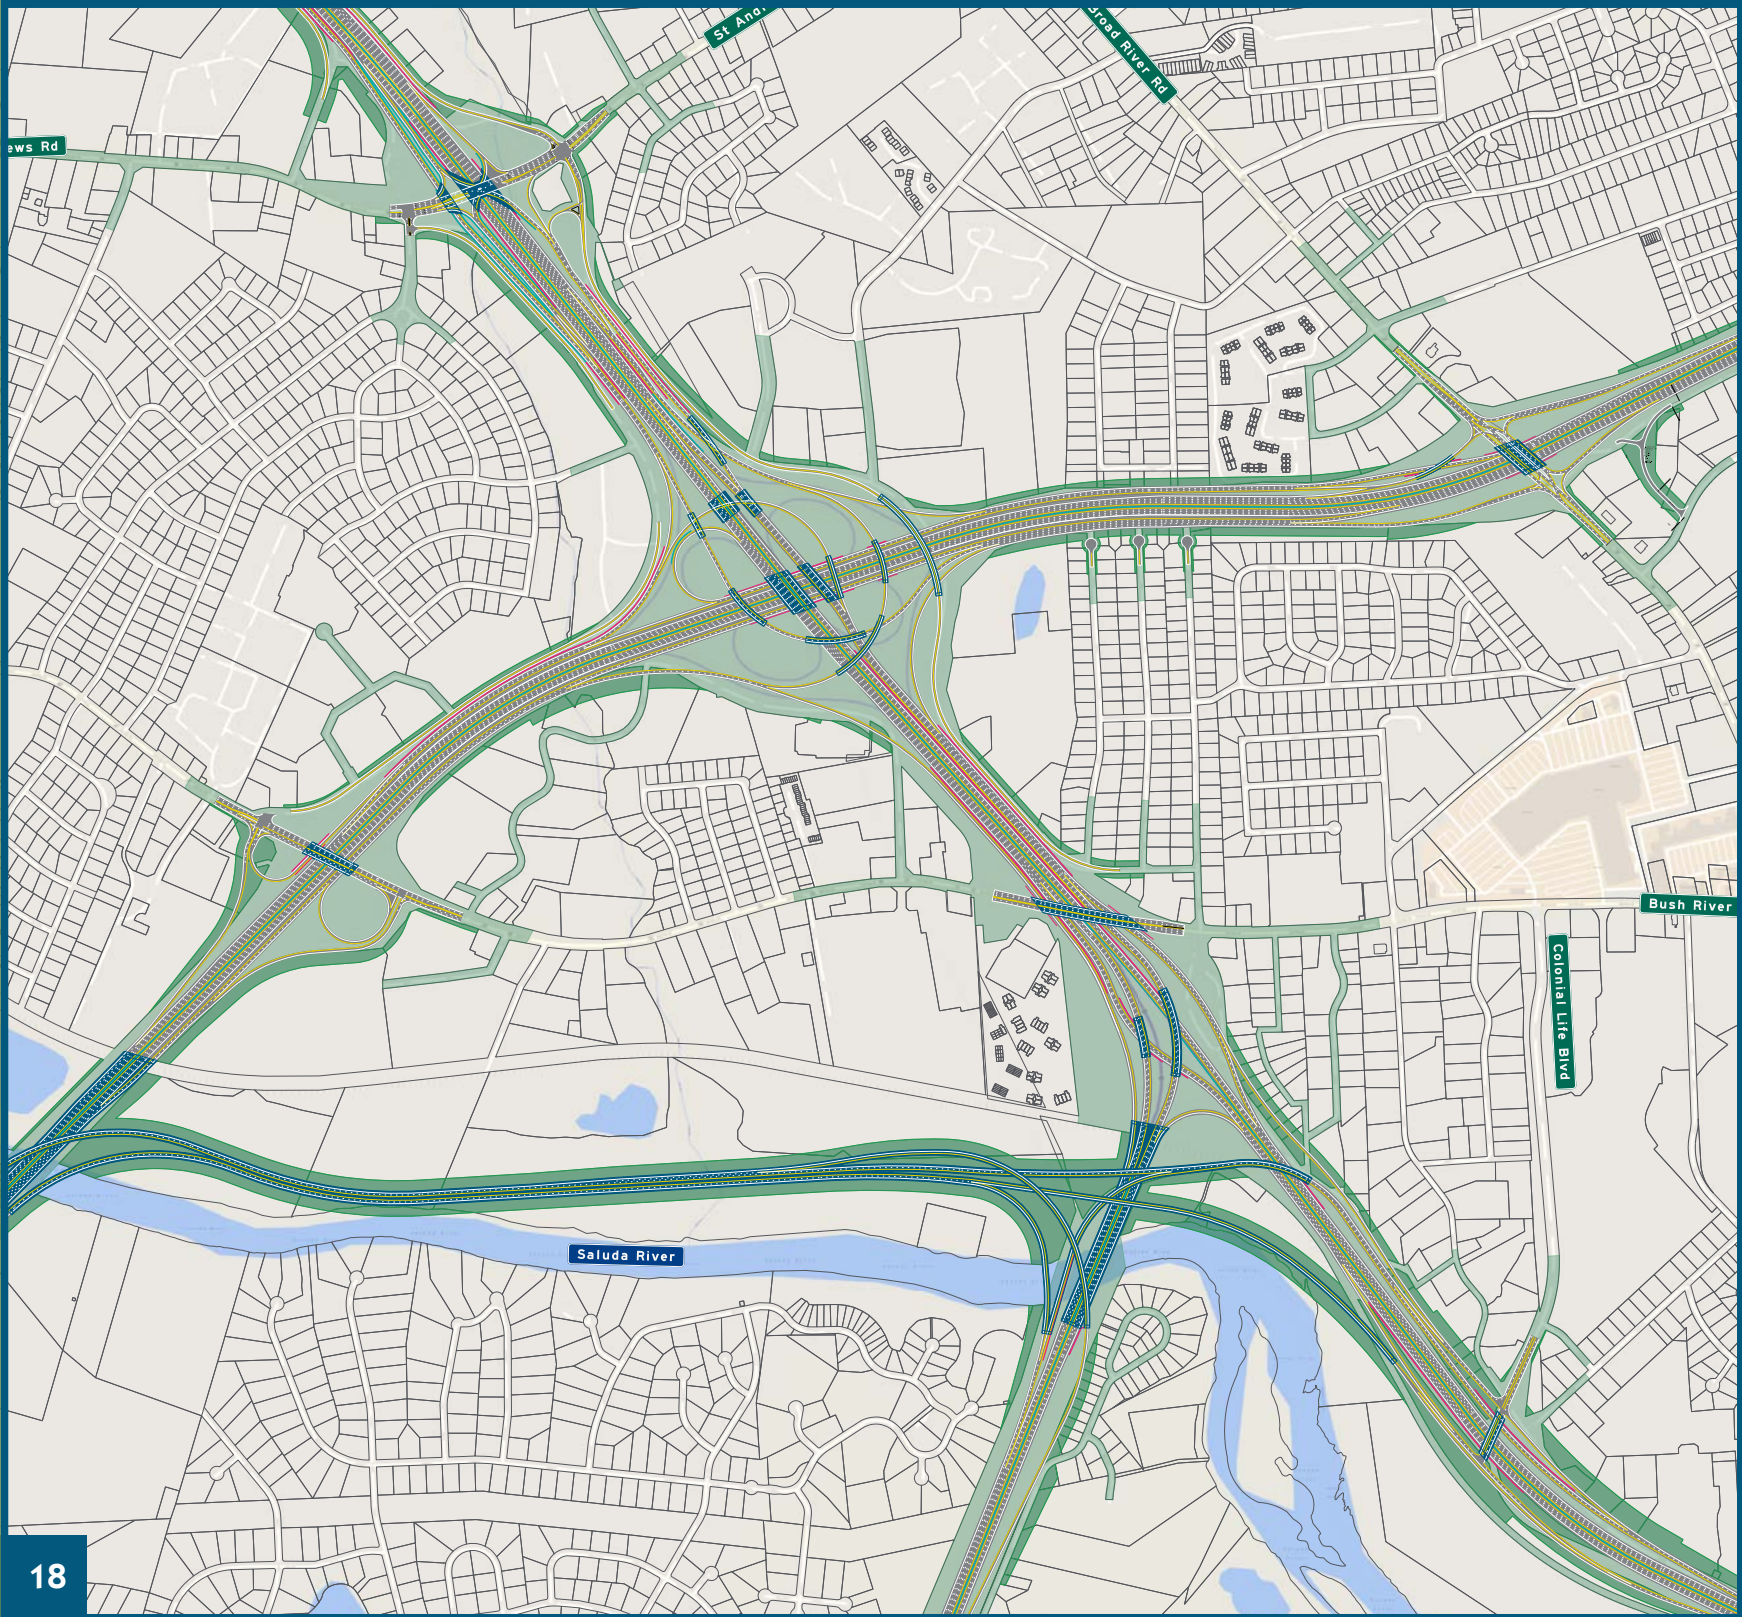 St And
Broad River Rd
ews Rd
Bush River
Colonial Life Blvd
Saluda River
18